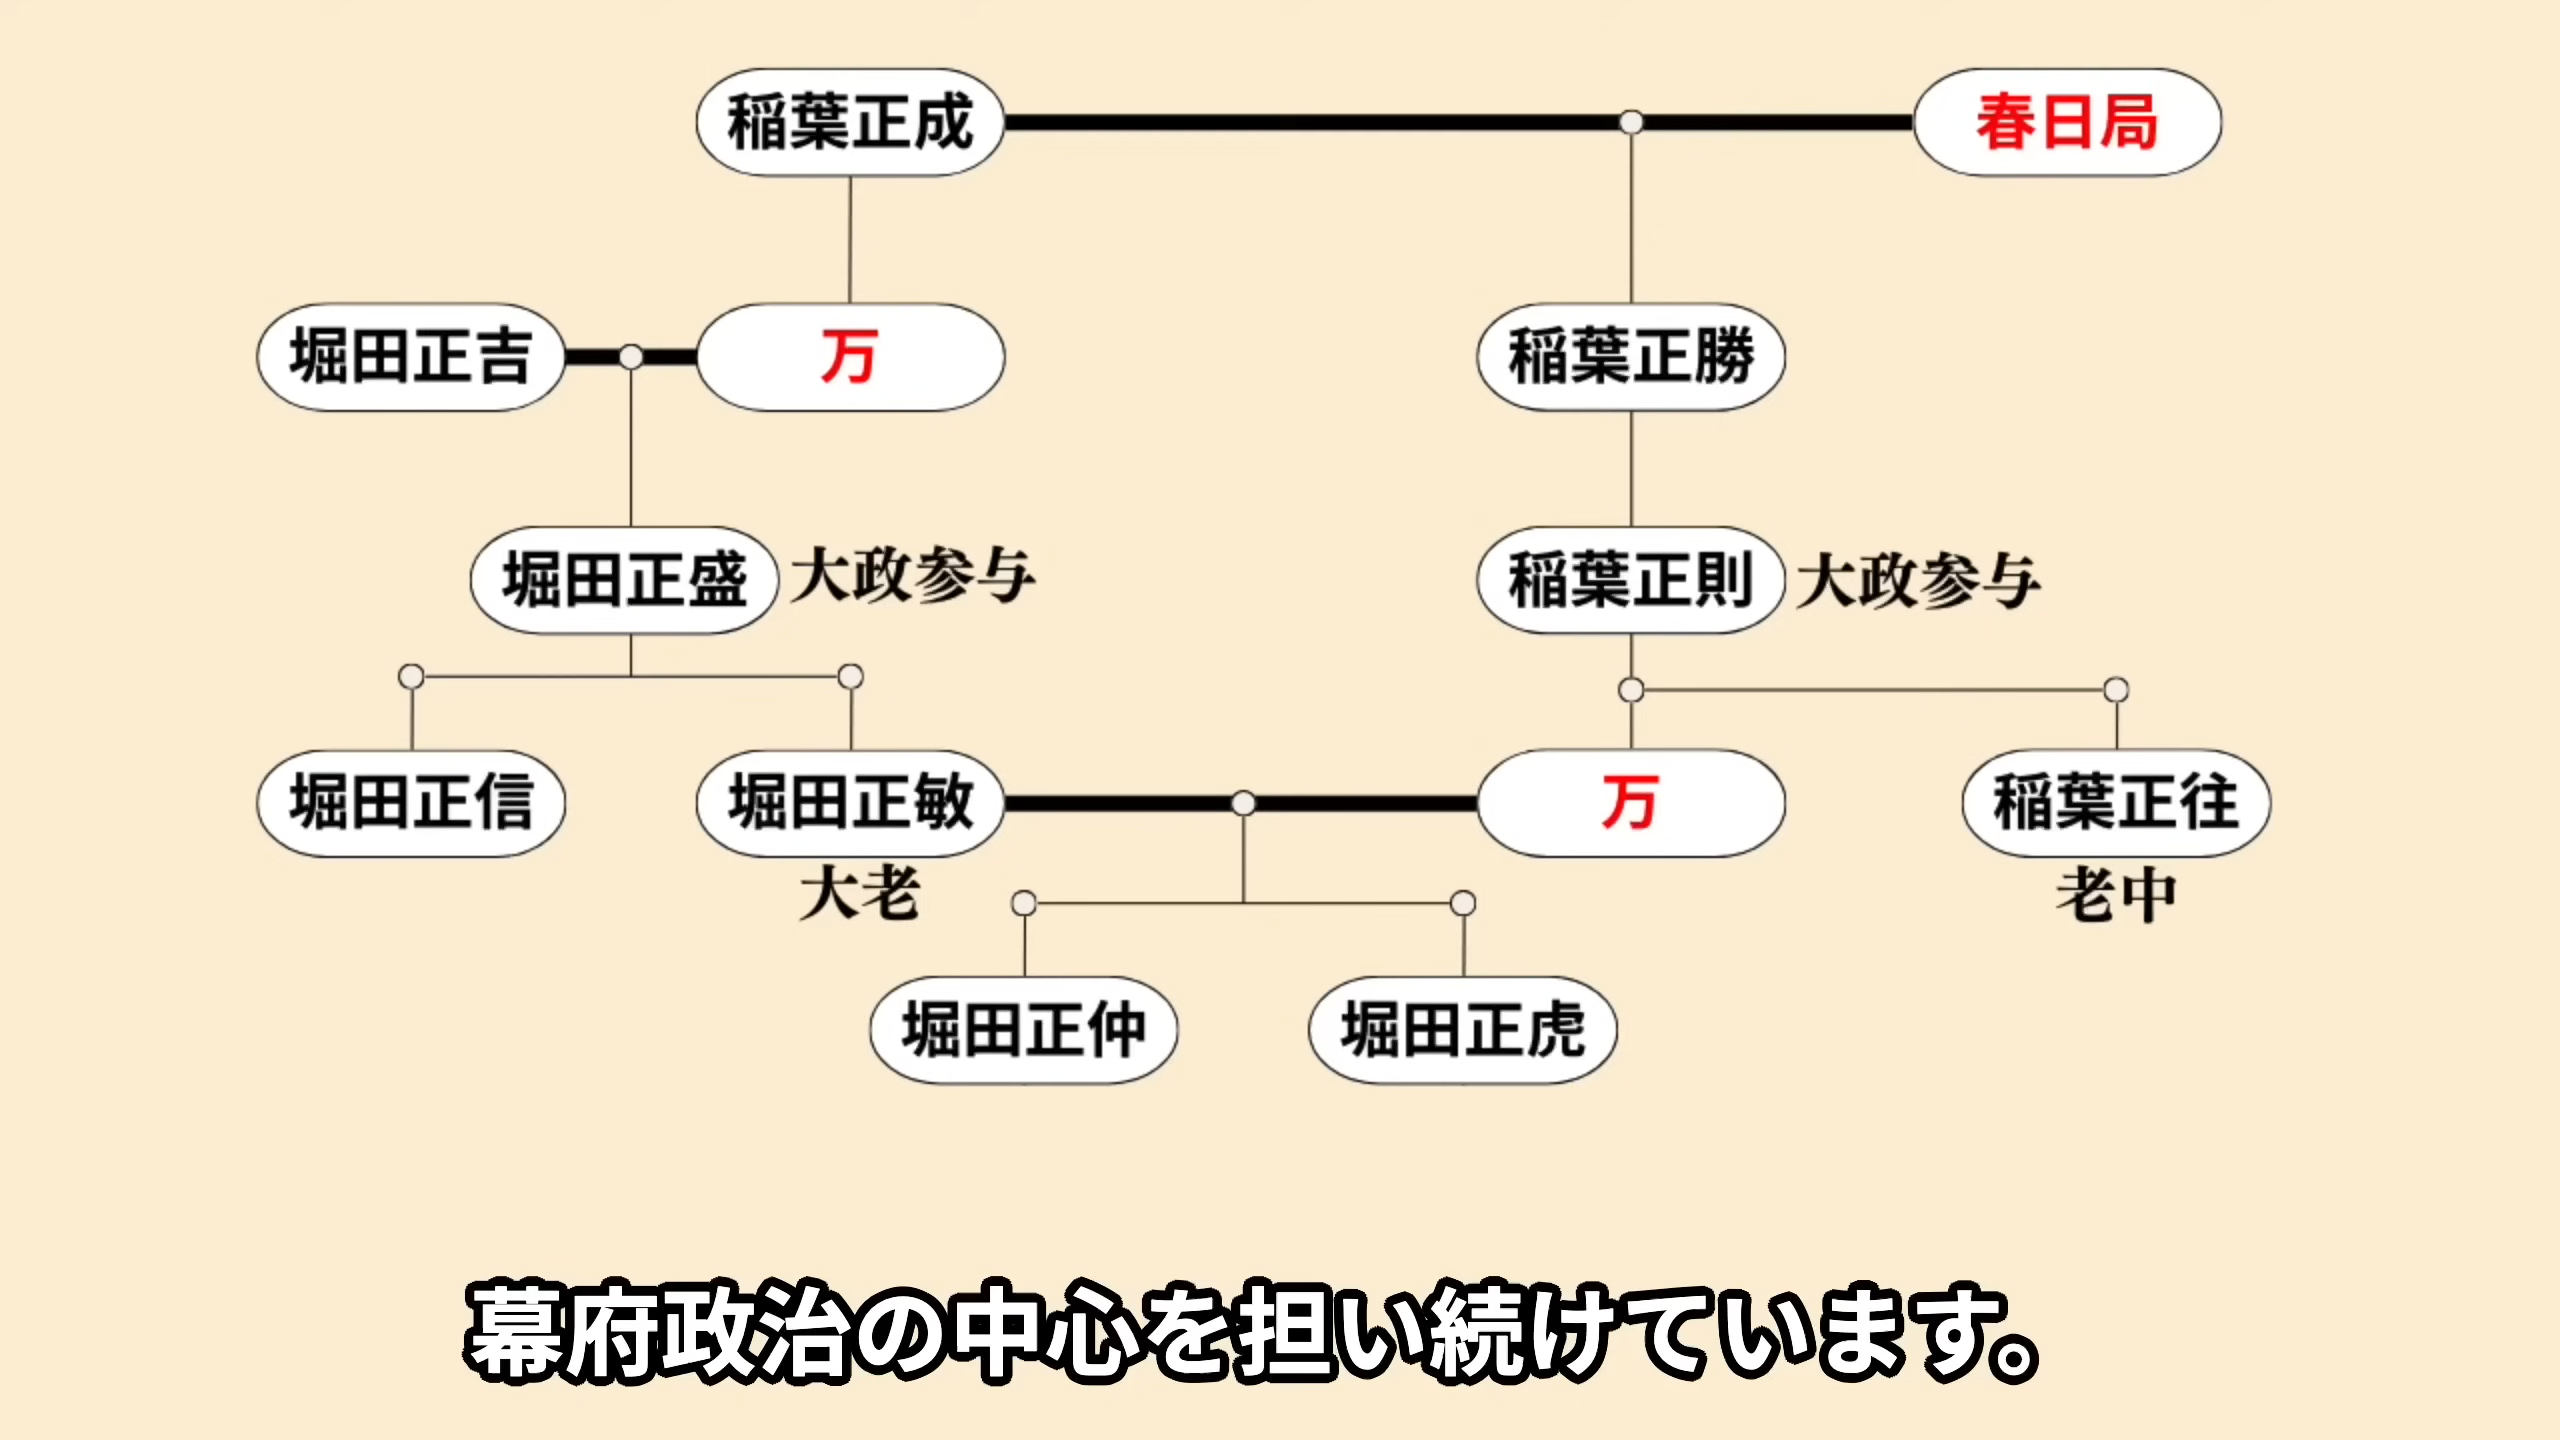 稲葉正成
春日局
堀田正吉
万
稲葉正勝
堀田正盛
大政参与
稲葉正則
大政参与
堀田正信
堀田正敏
大老
万
稲葉正往
老中
堀田正仲
堀田正虎
幕府政治の中心を担い続けています。